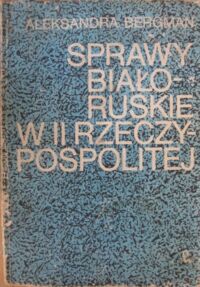 ALEKSANDRA BERGMAN
SPRAWY
BIAŁO-
RUSKIE
W II RZECZY-
POSPOLITEJ